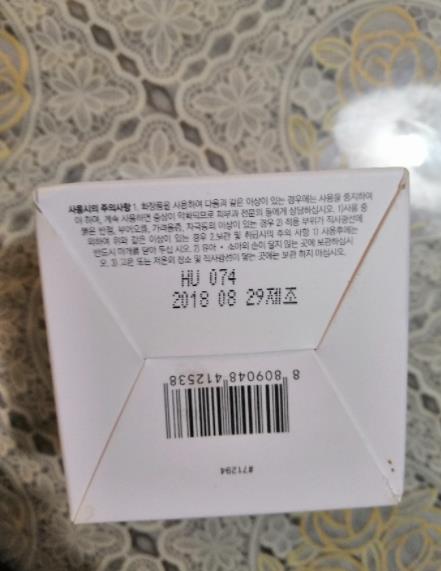 사용시의 주의사항 1. 화장품을 사용하여 다음과 같은 이상이 있는 경우에는 사용을 중지하여
야 하며, 계속 사용하면 증상이 악화되므로 피부과 전문의 등에게 상담하십시오. 1)사용 중
붉은 반점, 부어오름, 가려움증, 자극등의 이상이 있는 경우 2) 적용 부위가 직사광선에
의하여 위와 같은 이상이 있는 경우 2.보관 및 취급시의 주의 사항 1) 사용후에는
반드시 마개를 닫아 두십 시오. 2) 유아 • 소아의 손이 닿지 않는 곳에 보관하십시
오. 3) 고온 또는 저온의 장소 및 직사광선이 닿는 곳에는 보관 하지 마십시오.
HU 074
2018 08 29제조
8 809048 412538
#71294